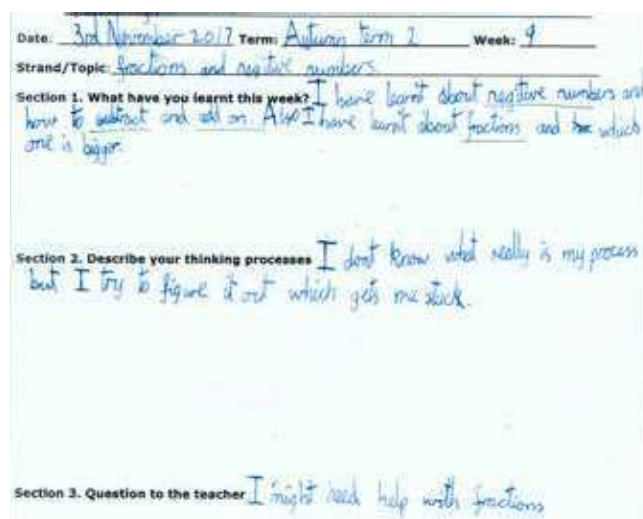 Date: 3rd November 2017 Term: Autumn term 2 Week: 9
Strand/Topic: fractions and negitive numbers
Section 1. What have you learnt this week? I have learnt about negitive numbers and
how to subtract and add on. Also I have learnt about fractions and which
one is bigger.
Section 2. Describe your thinking processes I dont know what really is my process
but I try to figure it out which gets me stuck.
Section 3. Question to the teacher I might need help with fractions